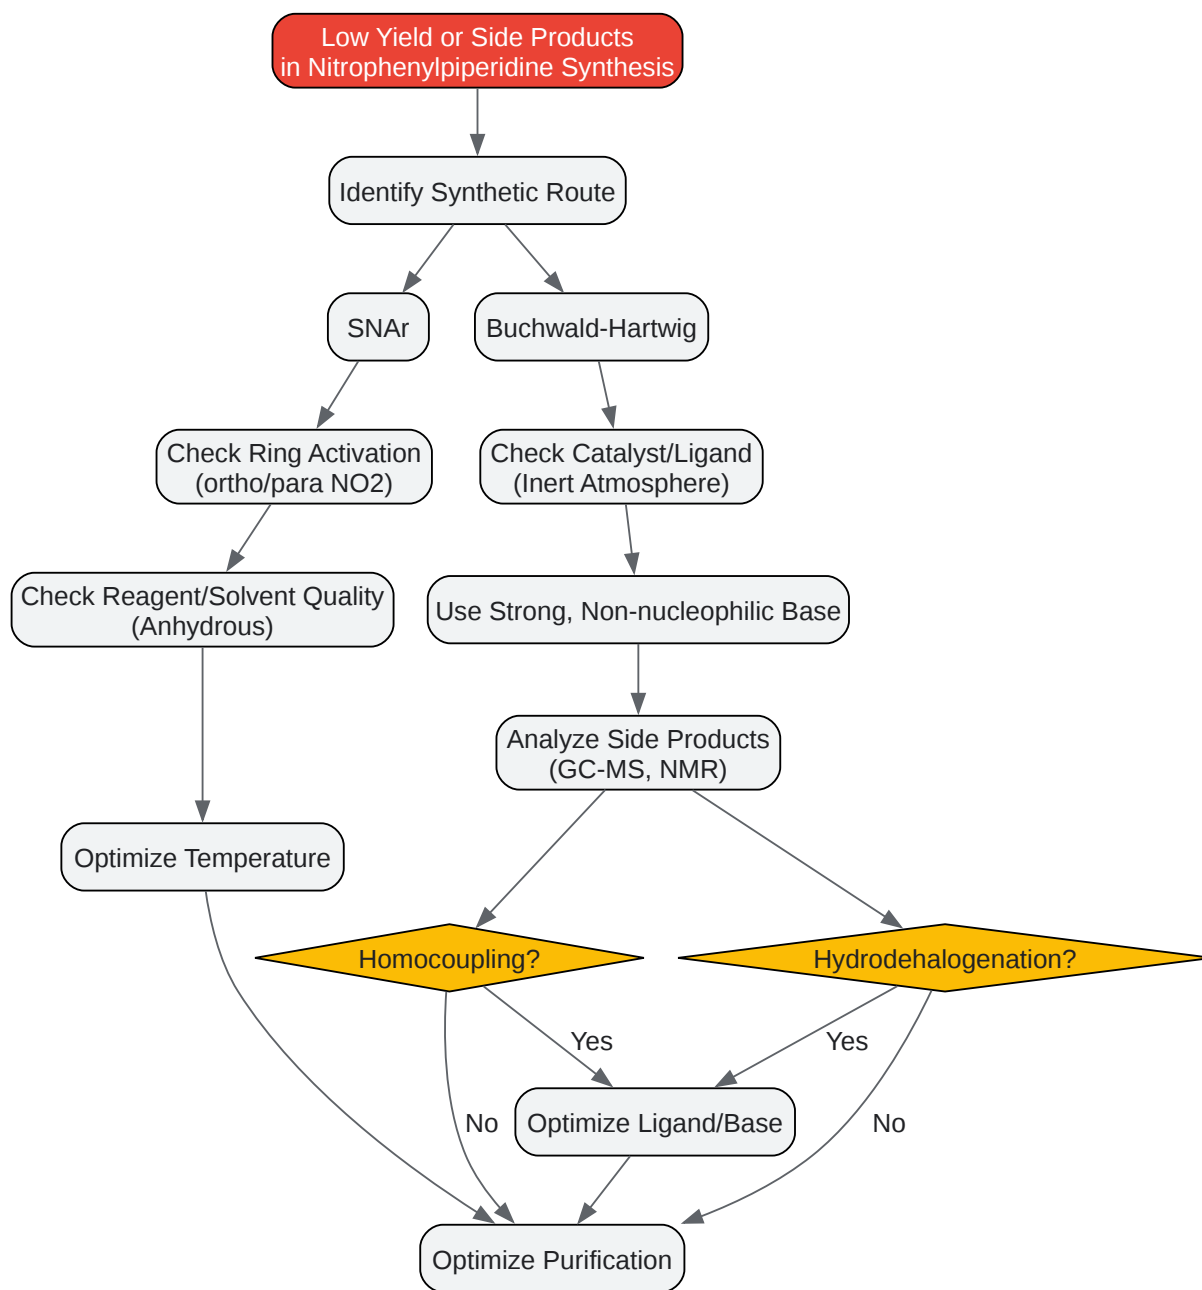 Low Yield or Side Products
in Nitrophenylpiperidine Synthesis
Identify Synthetic Route
SNAr
Buchwald-Hartwig
Check Ring Activation
(ortho/para NO2)
Check Catalyst/Ligand
(Inert Atmosphere)
Check Reagent/Solvent Quality
(Anhydrous)
Use Strong, Non-nucleophilic Base
Analyze Side Products
(GC-MS, NMR)
Optimize Temperature
Homocoupling?
Hydrodehalogenation?
Yes
Yes
No
Optimize Ligand/Base
No
Optimize Purification